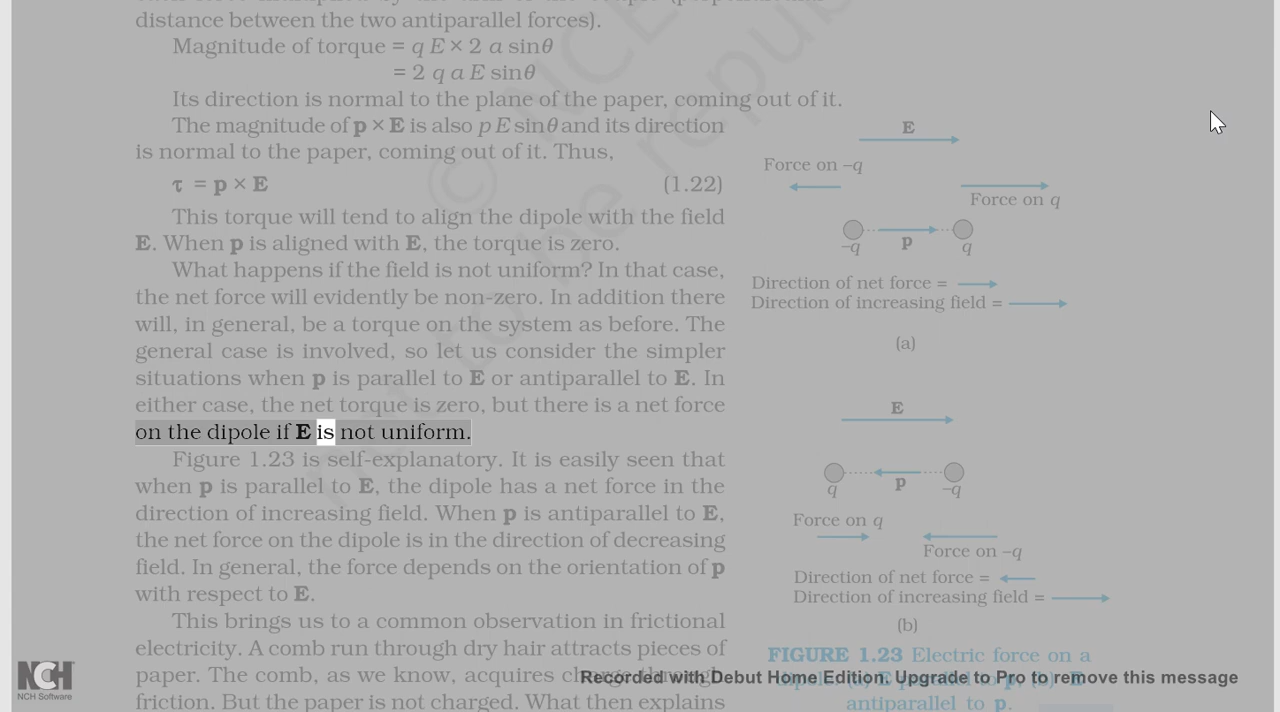 distance between the two antiparallel forces).
Magnitude of torque = q E × 2 a sinθ
= 2 q a E sinθ
Its direction is normal to the plane of the paper, coming out of it.
The magnitude of p × E is also p E sinθ and its direction
is normal to the paper, coming out of it. Thus,
τ = p × E (1.22)
This torque will tend to align the dipole with the field
E. When p is aligned with E, the torque is zero.
What happens if the field is not uniform? In that case,
the net force will evidently be non-zero. In addition there
will, in general, be a torque on the system as before. The
general case is involved, so let us consider the simpler
situations when p is parallel to E or antiparallel to E. In
either case, the net torque is zero, but there is a net force
on the dipole if E is not uniform.
Figure 1.23 is self-explanatory. It is easily seen that
when p is parallel to E, the dipole has a net force in the
direction of increasing field. When p is antiparallel to E,
the net force on the dipole is in the direction of decreasing
field. In general, the force depends on the orientation of p
with respect to E.
This brings us to a common observation in frictional
electricity. A comb run through dry hair attracts pieces of
paper. The comb, as we know, acquires charge through
friction. But the paper is not charged. What then explains
E
Force on –q
Force on q
–q p q
Direction of net force =
Direction of increasing field =
(a)
E
q p –q
Force on q
Force on –q
Direction of net force =
Direction of increasing field =
(b)
FIGURE 1.23 Electric force on a
antiparallel to p.
NCH
NCH Software
Recorded with Debut Home Edition. Upgrade to Pro to remove this message